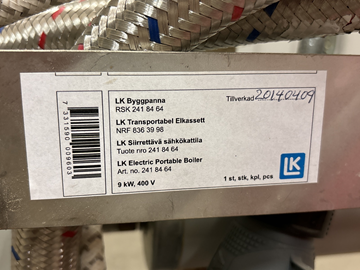 LK Byggpanna
RSK 241 84 64
Tillverkad 20140409
LK Transportabel Elkassett
NRF 836 39 98
LK Siirrettävä sähkökattila
Tuote nro 241 84 64
LK Electric Portable Boiler
Art. no. 241 84 64
9 kW, 400 V
1 st, stk, kpl, pcs
LK
7 331590 009603